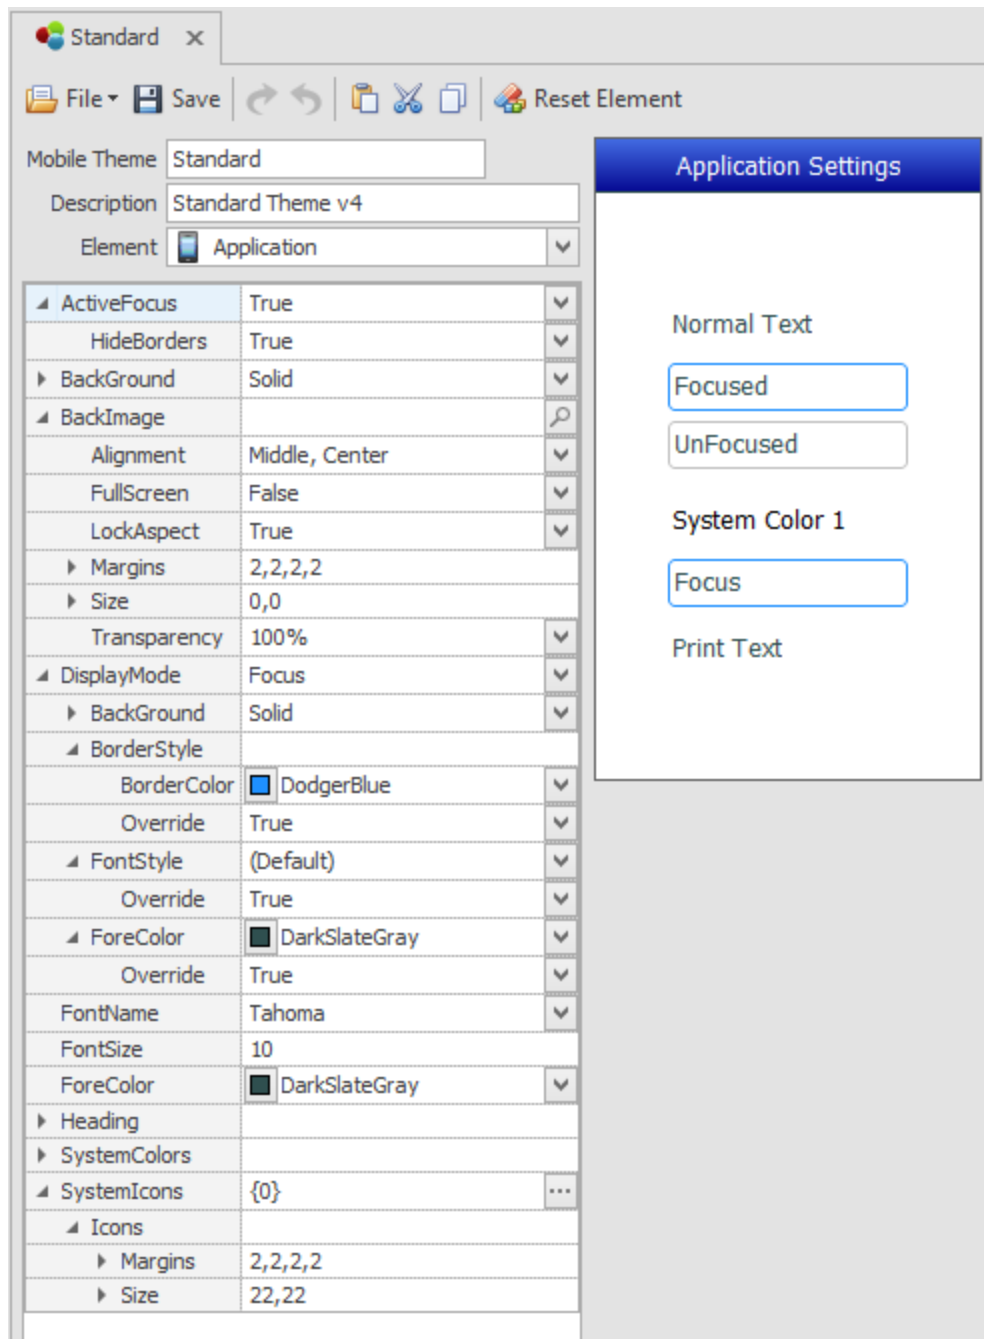 Standard
File Save Reset Element
Mobile Theme Standard
Description Standard Theme v4
Element Application
ActiveFocus True
HideBorders True
BackGround Solid
BackImage
Alignment Middle, Center
FullScreen False
LockAspect True
Margins 2,2,2,2
Size 0,0
Transparency 100%
DisplayMode Focus
BackGround Solid
BorderStyle
BorderColor DodgerBlue
Override True
FontStyle (Default)
Override True
ForeColor DarkSlateGray
Override True
FontName Tahoma
FontSize 10
ForeColor DarkSlateGray
Heading
SystemColors
SystemIcons {0}
Icons
Margins 2,2,2,2
Size 22,22
Application Settings
Normal Text
Focused
UnFocused
System Color 1
Focus
Print Text